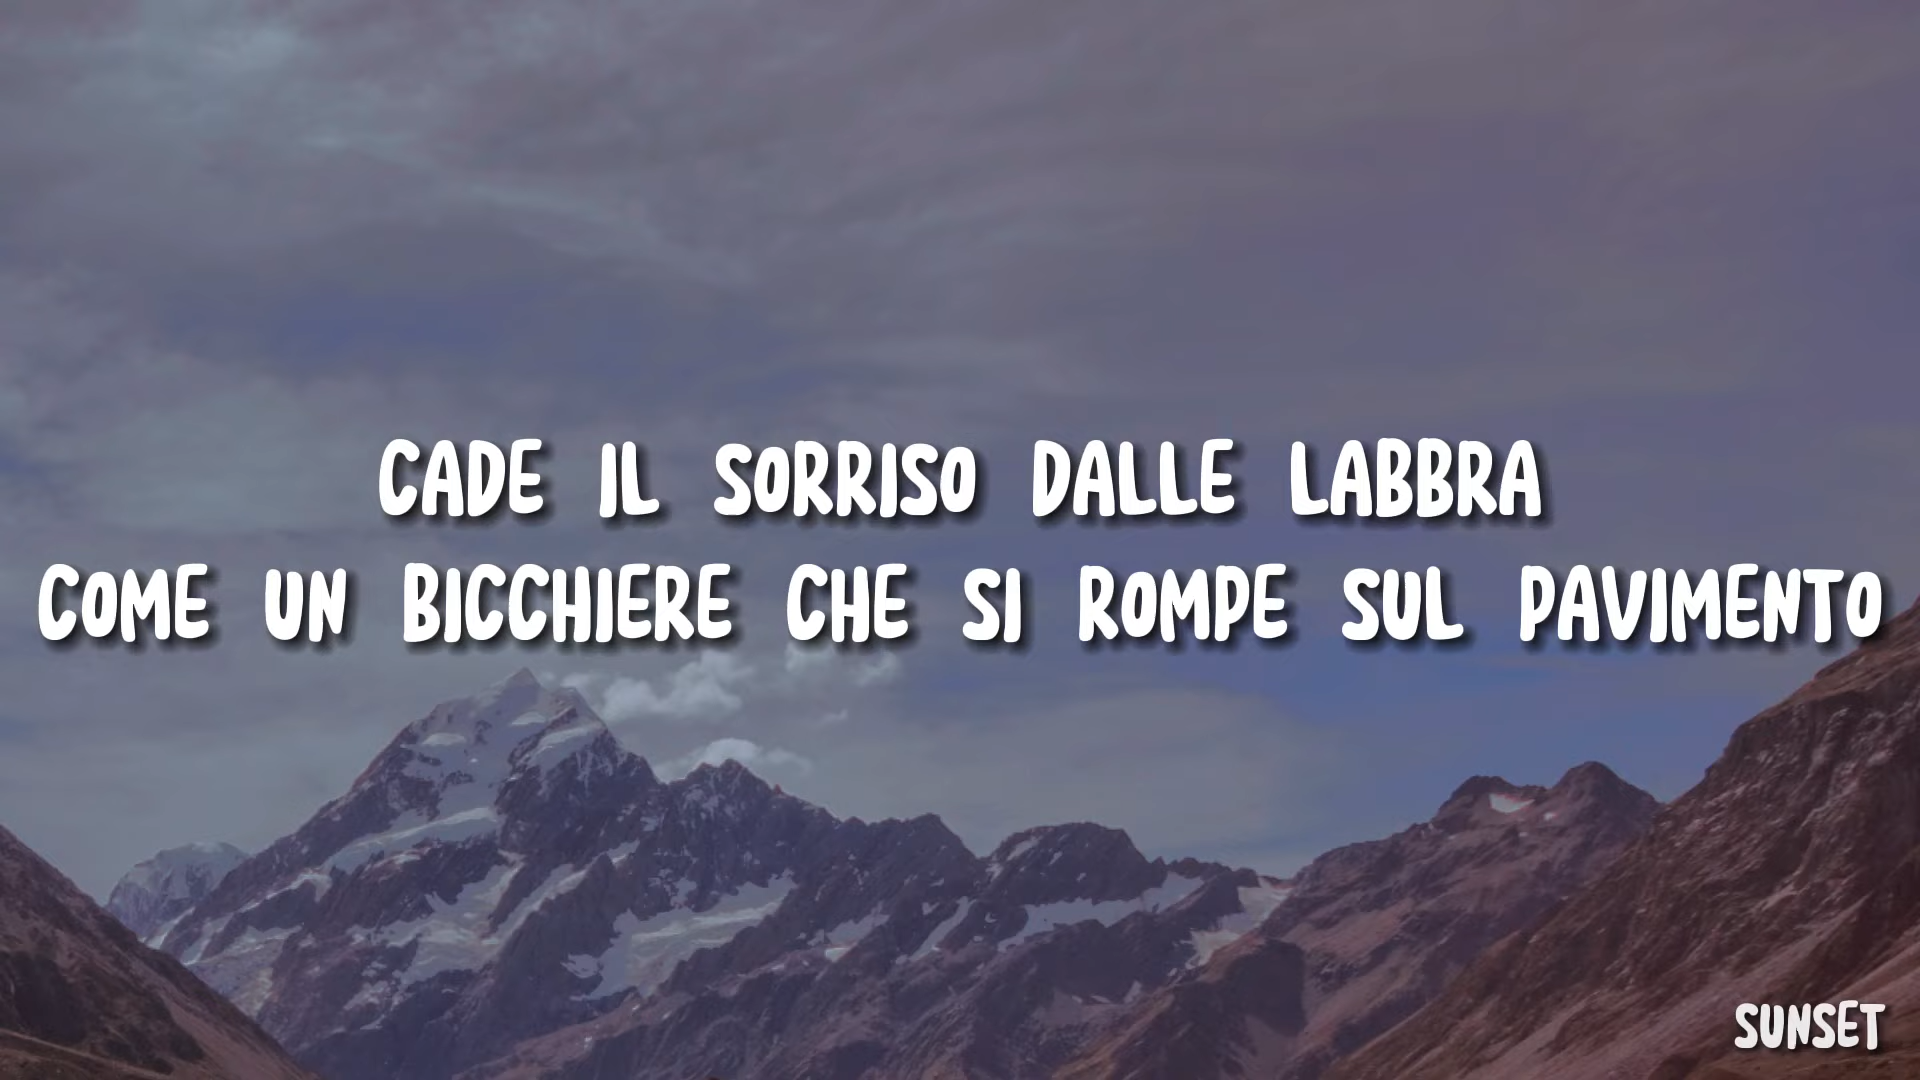 CADE IL SORRISO DALLE LABBRA
COME UN BICCHIERE CHE SI ROMPE SUL PAVIMENTO
SUNSET